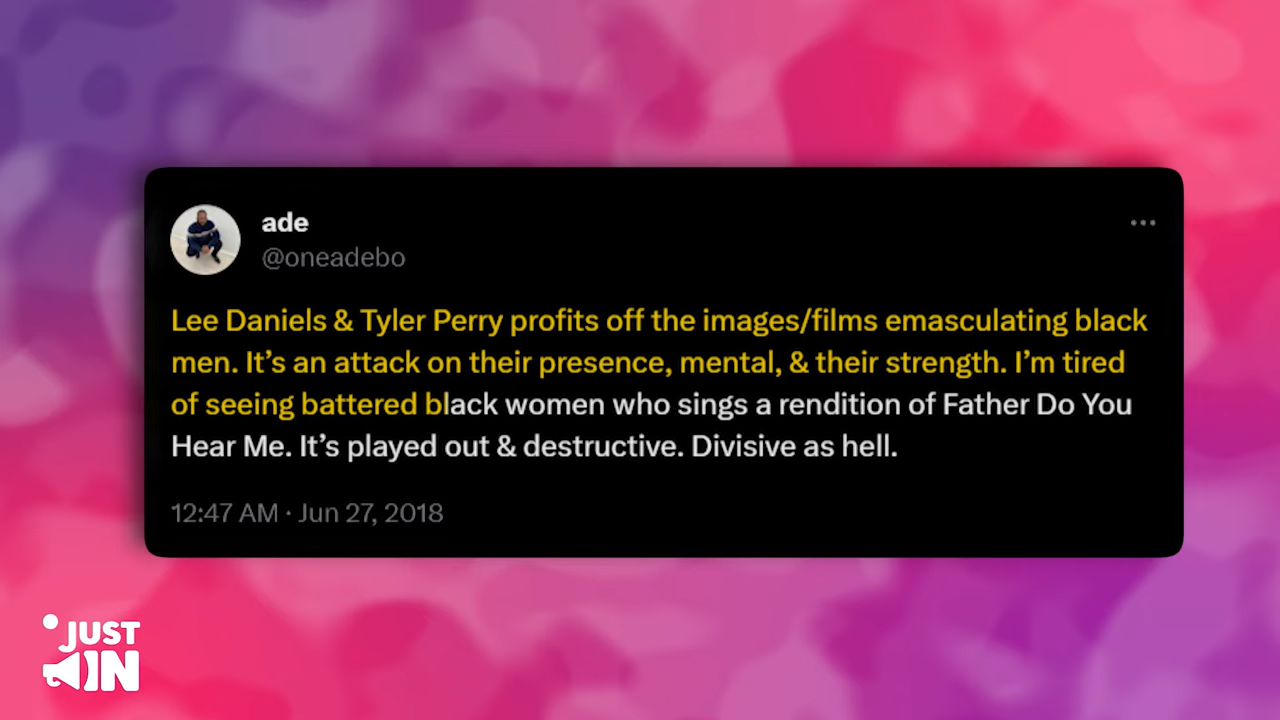 ade
@oneadebo
Lee Daniels & Tyler Perry profits off the images/films emasculating black
men. It’s an attack on their presence, mental, & their strength. I’m tired
of seeing battered black women who sings a rendition of Father Do You
Hear Me. It’s played out & destructive. Divisive as hell.
12:47 AM · Jun 27, 2018
JUST
IN